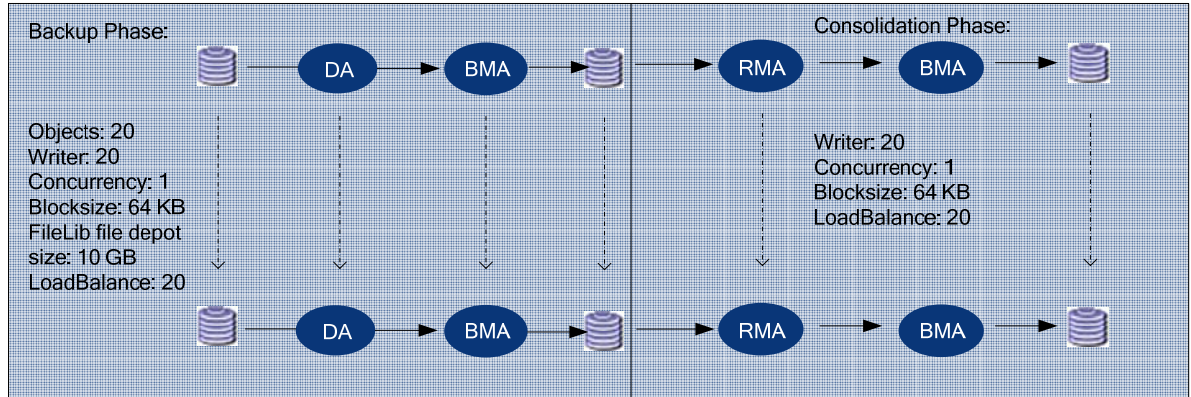 Backup Phase:
Consolidation Phase:
DA
BMA
RMA
BMA
Objects: 20
Writer: 20
Concurrency: 1
Blocksize: 64 KB
FileLib file depot
size: 10 GB
LoadBalance: 20
Writer: 20
Concurrency: 1
Blocksize: 64 KB
LoadBalance: 20
DA
BMA
RMA
BMA